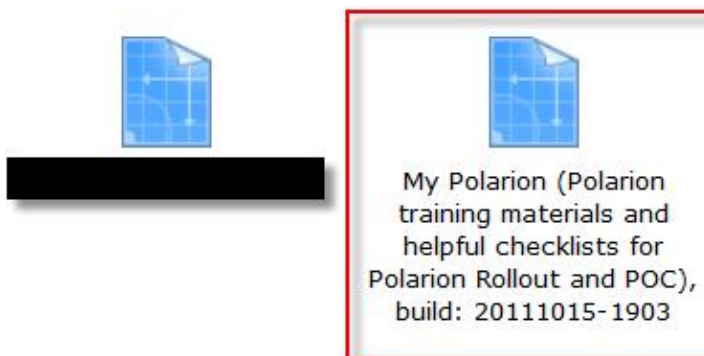 My Polarion (Polarion
training materials and
helpful checklists for
Polarion Rollout and POC),
build: 20111015-1903